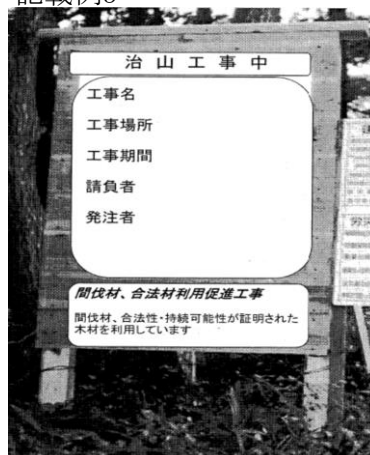 治山工事中
工事名
工事場所
工事期間
請負者
発注者
間伐材、合法材利用促進工事
間伐材、合法性・持続可能性が証明された
木材を利用しています